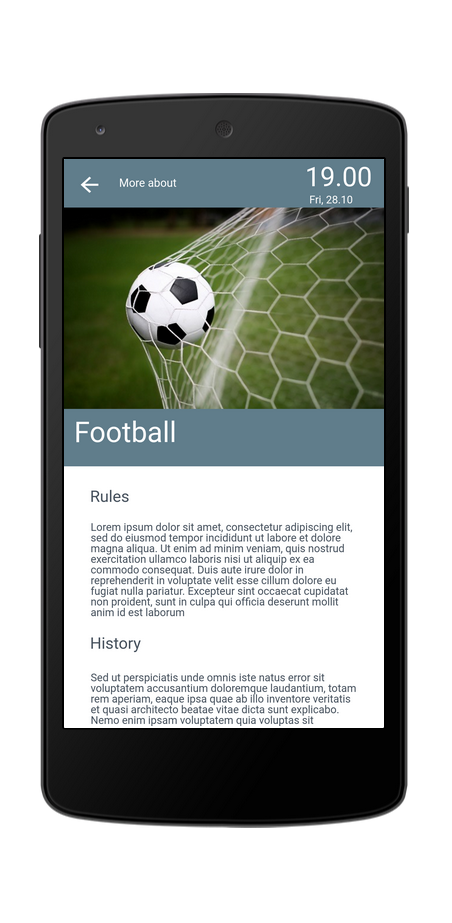 More about
19.00
Fri, 28.10
Football
Rules
Lorem ipsum dolor sit amet, consectetur adipiscing elit,
sed do eiusmod tempor incididunt ut labore et dolore
magna aliqua. Ut enim ad minim veniam, quis nostrud
exercitation ullamco laboris nisi ut aliquip ex ea
commodo consequat. Duis aute irure dolor in
reprehenderit in voluptate velit esse cillum dolore eu
fugiat nulla pariatur. Excepteur sint occaecat cupidatat
non proident, sunt in culpa qui officia deserunt mollit
anim id est laborum
History
Sed ut perspiciatis unde omnis iste natus error sit
voluptatem accusantium doloremque laudantium, totam
rem aperiam, eaque ipsa quae ab illo inventore veritatis
et quasi architecto beatae vitae dicta sunt explicabo.
Nemo enim ipsam voluptatem quia voluptas sit